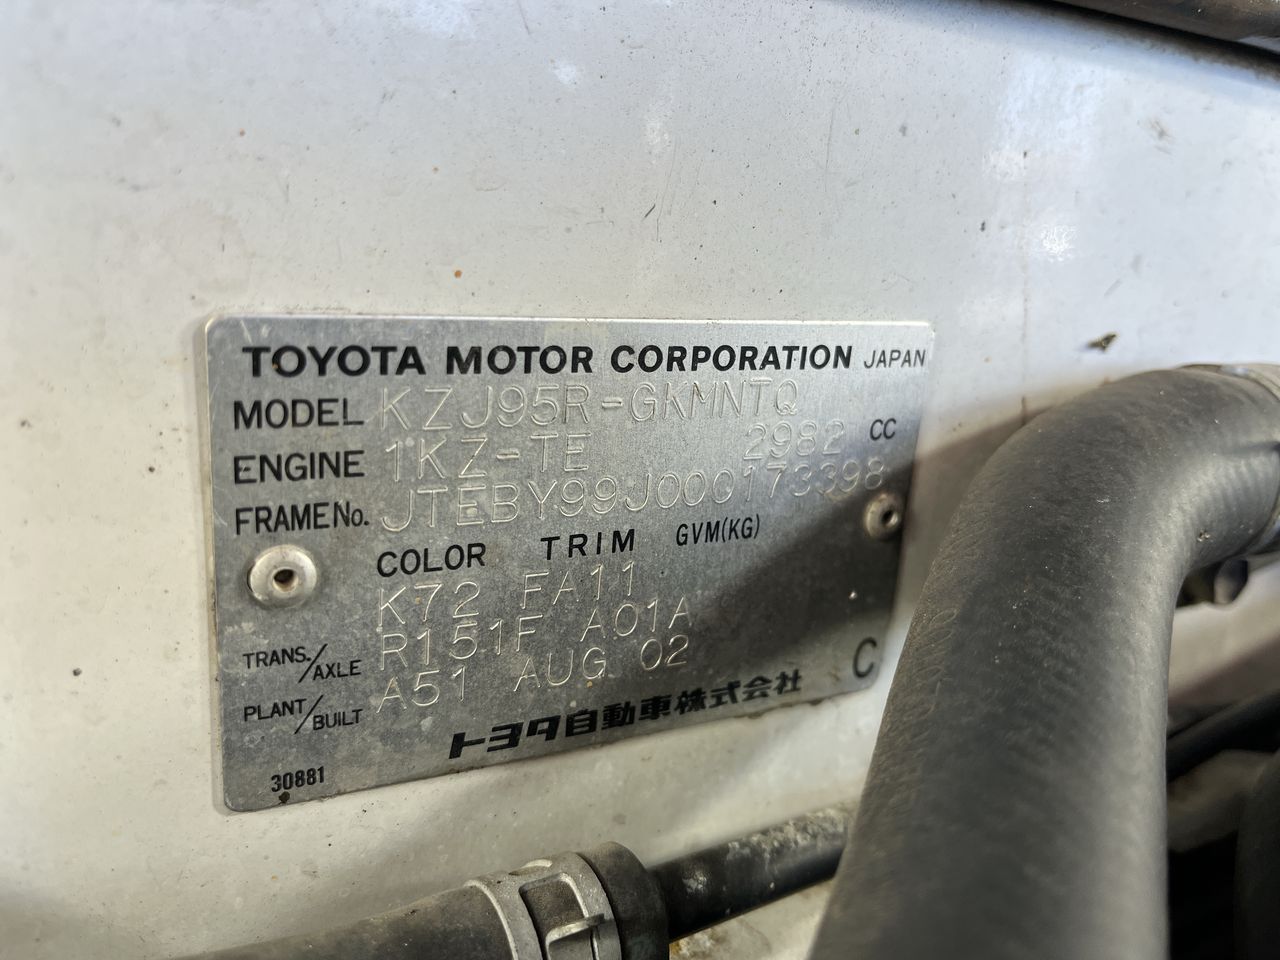 TOYOTA MOTOR CORPORATION JAPAN
MODEL KZJ95R-GKMNTQ
ENGINE 1KZ-TE 2982 CC
FRAME No. JTEBY99J000173398
COLOR TRIM GVM(KG)
K72 FA11
TRANS./AXLE R151F A01A
PLANT/BUILT A51 AUG 02 C
トヨタ自動車株式会社
30881